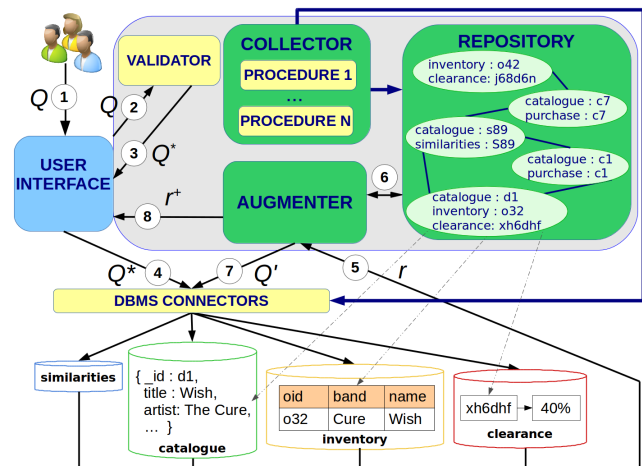 COLLECTOR
PROCEDURE 1
...
PROCEDURE N
REPOSITORY
inventory : o42
clearance: j68d6n
catalogue : c7
purchase : c7
catalogue : s89
similarities : S89
catalogue : c1
purchase : c1
catalogue : d1
inventory : o32
clearance: xh6dhf
VALIDATOR
Q
1
Q
2
3
Q*
USER
INTERFACE
AUGMENTER
6
r+
8
Q*
4
7
Q'
5
r
DBMS CONNECTORS
similarities
{ _id : d1,
title : Wish,
artist: The Cure,
... }
catalogue
oid band name
o32 Cure Wish
inventory
xh6dhf 40%
clearance